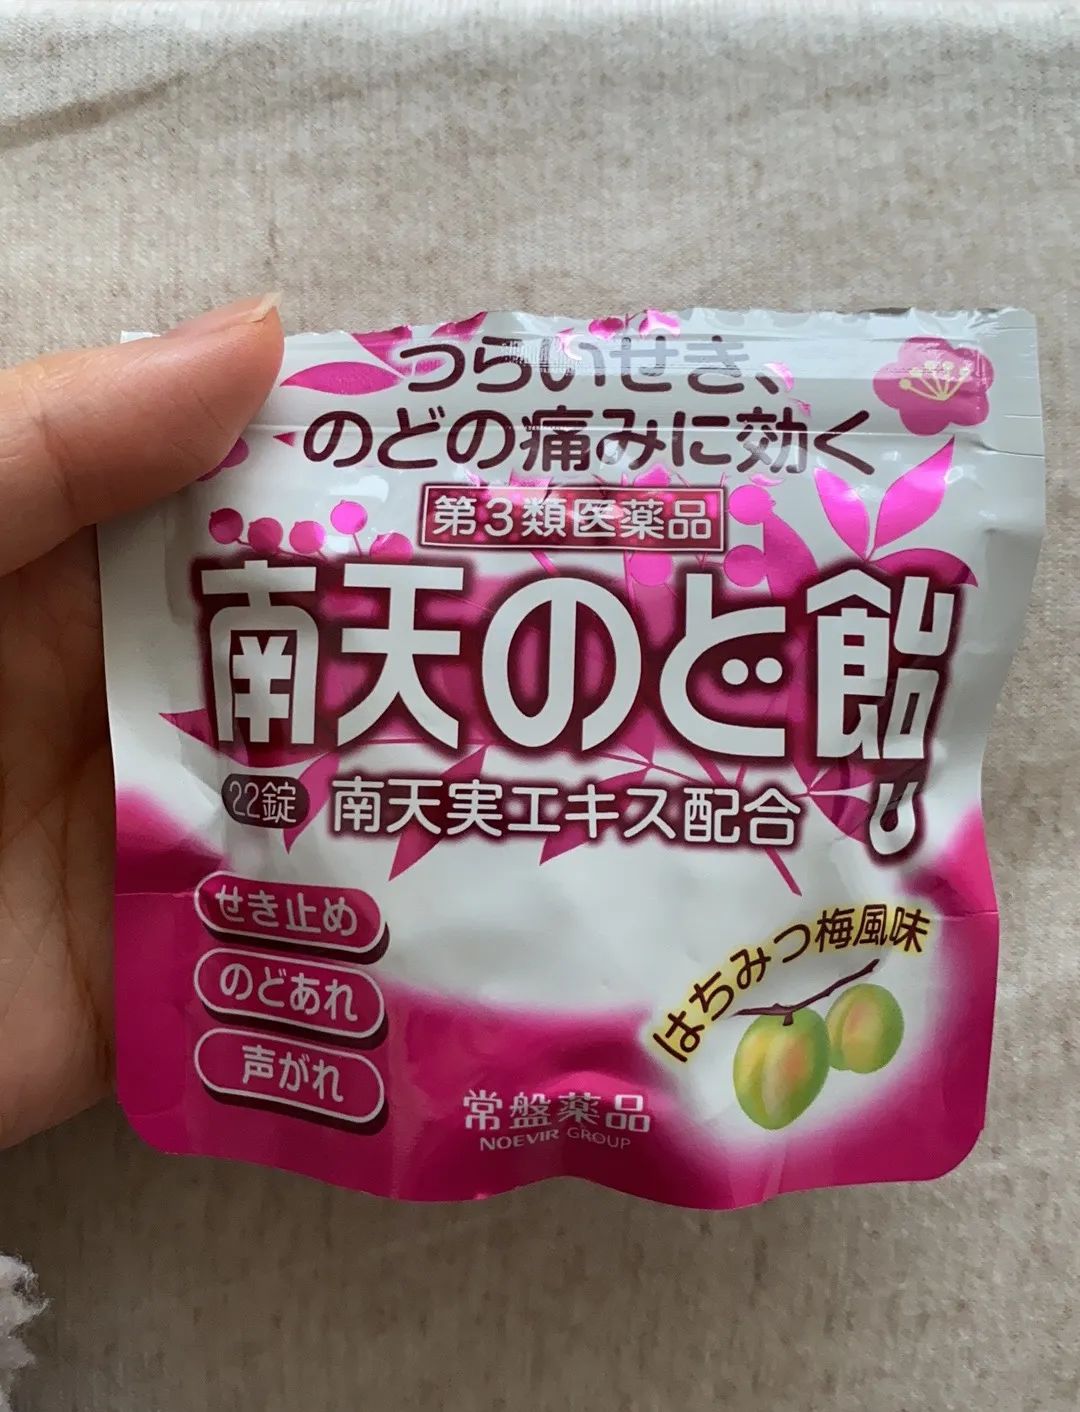 つらいせき、
のどの痛みに効く
第3類医薬品
南天のど飴
22錠
南天実エキス配合
せき止め
のどあれ
声がれ
はちみつ梅風味
常盤薬品
NOEVIR GROUP